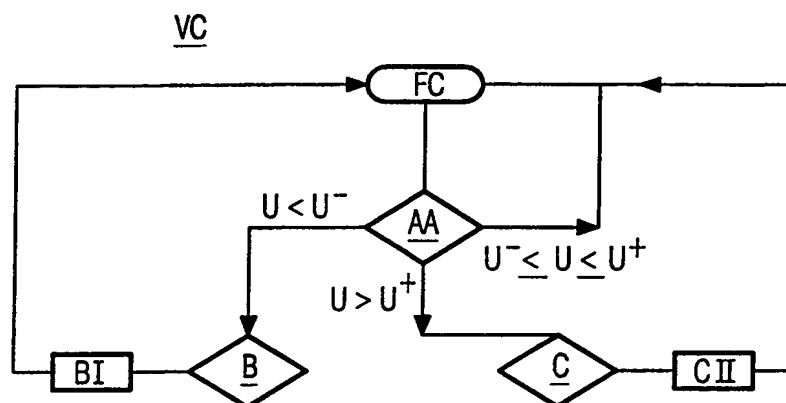 VC
FC
U < U⁻
AA
U⁻ ≤ U ≤ U⁺
U > U⁺
BI
B
C
CII